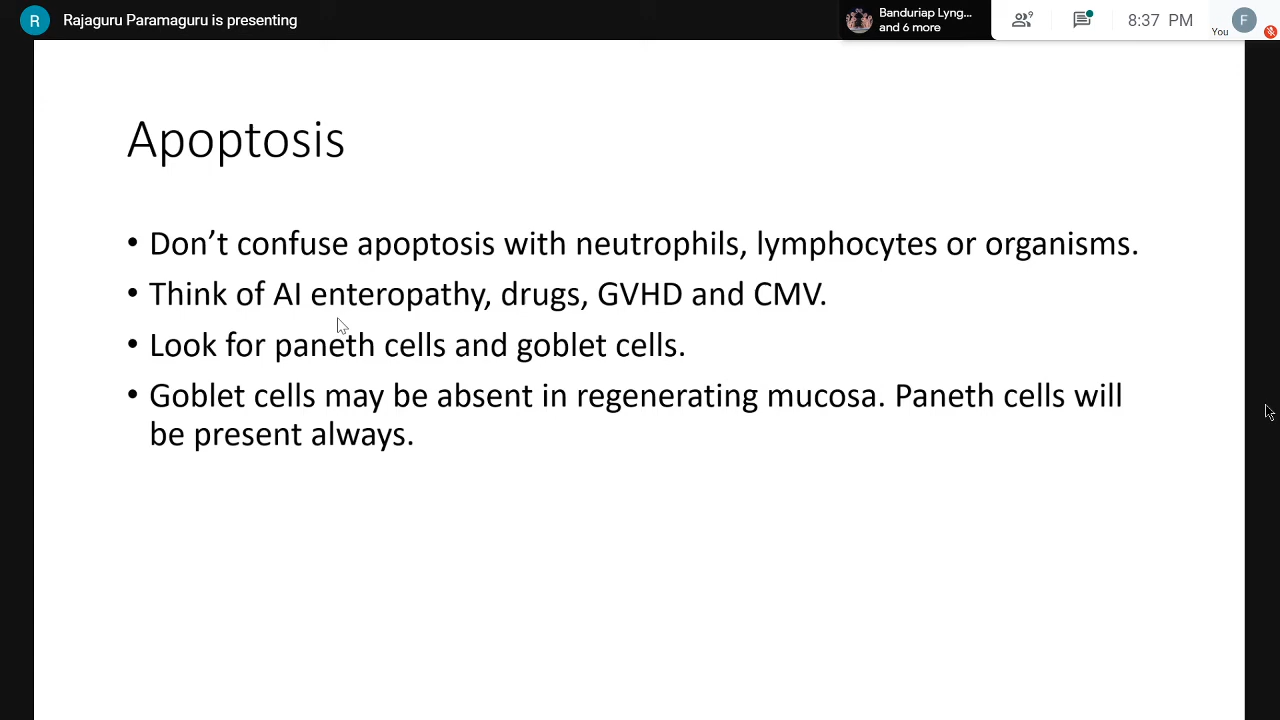 R Rajaguru Paramaguru is presenting
Banduriap Lyng...
and 6 more
9
8:37 PM
You
F
Apoptosis
• Don’t confuse apoptosis with neutrophils, lymphocytes or organisms.
• Think of AI enteropathy, drugs, GVHD and CMV.
• Look for paneth cells and goblet cells.
• Goblet cells may be absent in regenerating mucosa. Paneth cells will
be present always.